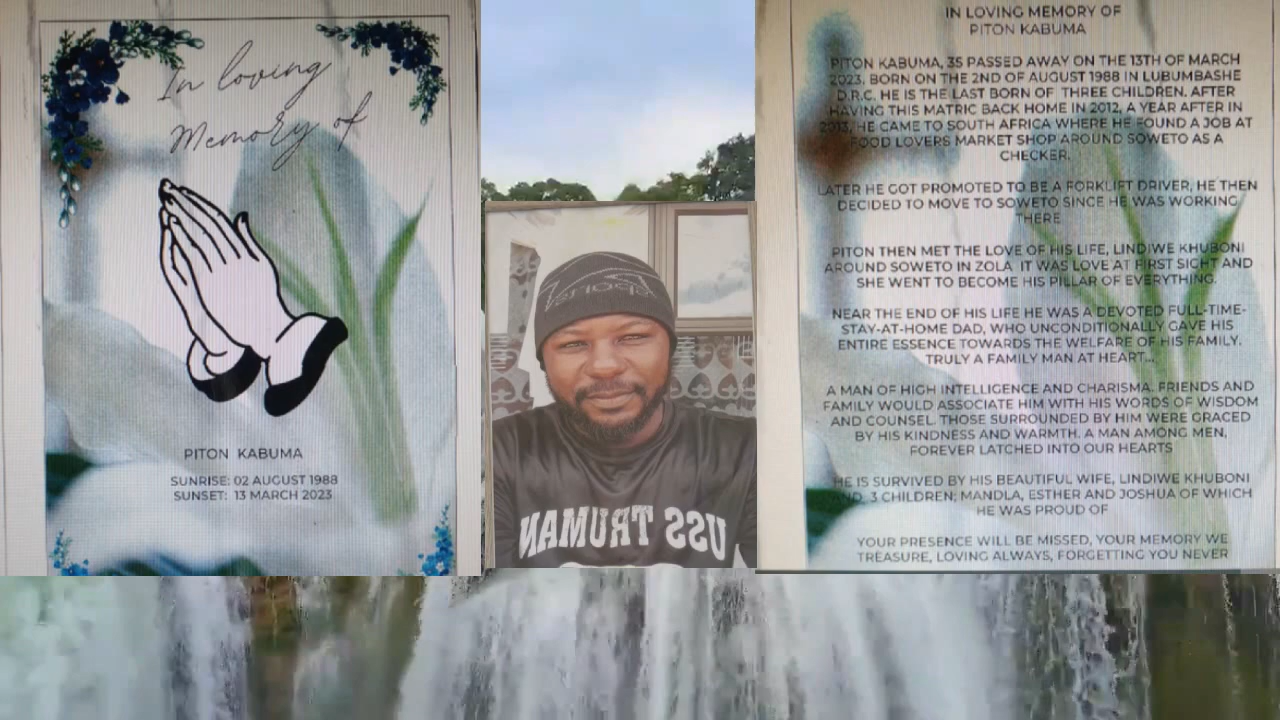 In loving
Memory of
PITON KABUMA
SUNRISE: 02 AUGUST 1988
SUNSET: 13 MARCH 2023
USS TRUMAN
IN LOVING MEMORY OF
PITON KABUMA
PITON KABUMA, 35 PASSED AWAY ON THE 13TH OF MARCH
2023. BORN ON THE 2ND OF AUGUST 1988 IN LUBUMBASHE
D.R.C. HE IS THE LAST BORN OF THREE CHILDREN. AFTER
HAVING THIS MATRIC BACK HOME IN 2012, A YEAR AFTER IN
2013, HE CAME TO SOUTH AFRICA WHERE HE FOUND A JOB AT
FOOD LOVERS MARKET SHOP AROUND SOWETO AS A
CHECKER.
LATER HE GOT PROMOTED TO BE A FORKLIFT DRIVER, HE THEN
DECIDED TO MOVE TO SOWETO SINCE HE WAS WORKING
THERE
PITON THEN MET THE LOVE OF HIS LIFE, LINDIWE KHUBONI
AROUND SOWETO IN ZOLA IT WAS LOVE AT FIRST SIGHT AND
SHE WENT TO BECOME HIS PILLAR OF EVERYTHING.
NEAR THE END OF HIS LIFE HE WAS A DEVOTED FULL-TIME-
STAY-AT-HOME DAD, WHO UNCONDITIONALLY GAVE HIS
ENTIRE ESSENCE TOWARDS THE WELFARE OF HIS FAMILY.
TRULY A FAMILY MAN AT HEART...
A MAN OF HIGH INTELLIGENCE AND CHARISMA. FRIENDS AND
FAMILY WOULD ASSOCIATE HIM WITH HIS WORDS OF WISDOM
AND COUNSEL. THOSE SURROUNDED BY HIM WERE GRACED
BY HIS KINDNESS AND WARMTH. A MAN AMONG MEN,
FOREVER LATCHED INTO OUR HEARTS
HE IS SURVIVED BY HIS BEAUTIFUL WIFE, LINDIWE KHUBONI
AND, 3 CHILDREN; MANDLA, ESTHER AND JOSHUA OF WHICH
HE WAS PROUD OF
YOUR PRESENCE WILL BE MISSED, YOUR MEMORY WE
TREASURE, LOVING ALWAYS, FORGETTING YOU NEVER